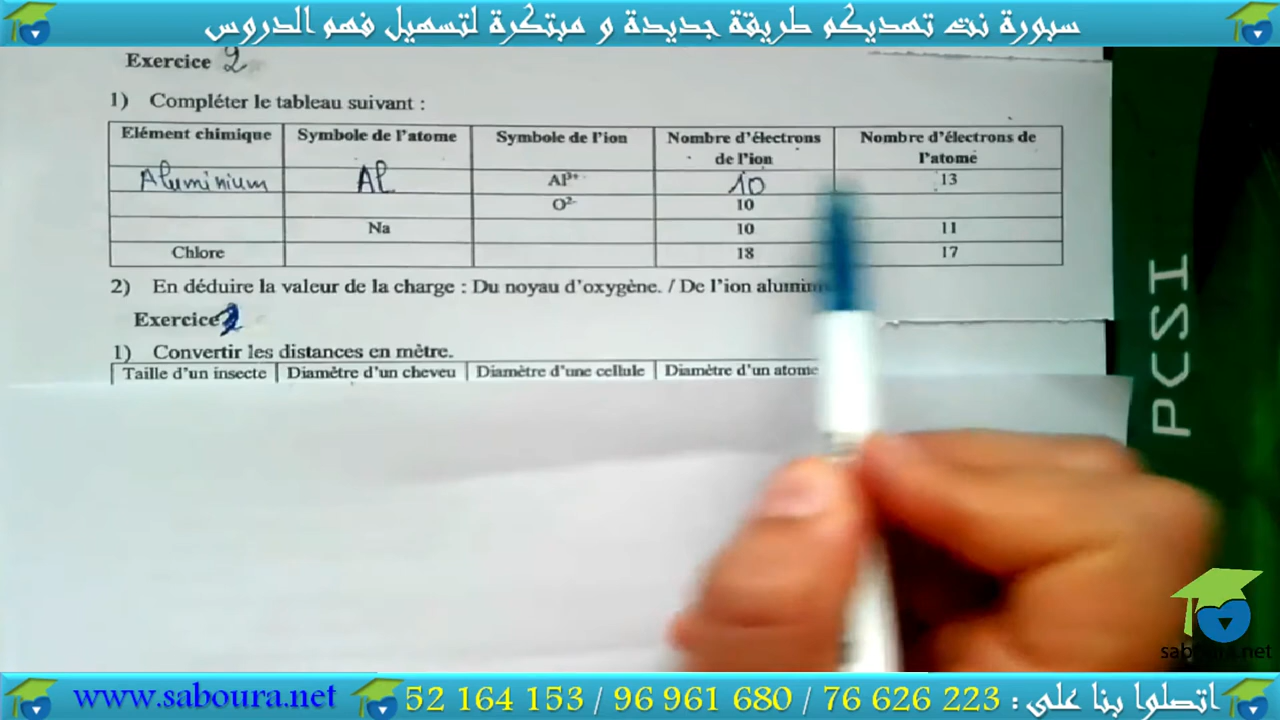 سبورة نت تهديكم طريقة جديدة و مبتكرة لتسهيل فهم الدروس
Exercice 2
1) Compléter le tableau suivant :
Elément chimique Symbole de l'atome Symbole de l'ion Nombre d'électrons de l'ion Nombre d'électrons de l'atome
Aluminium Al Al³⁺ 10 13
O²⁻ 10
Na 10 11
Chlore 18 17
2) En déduire la valeur de la charge : Du noyau d'oxygène. / De l'ion
Exercice 2
1) Convertir les distances en mètre.
Taille d'un insecte Diamètre d'un cheveu Diamètre d'une cellule Diamètre d'un atome
PCSI
saboura.net
www.saboura.net 52 164 153 / 96 961 680 / 76 626 223 : اتصلوا بنا على